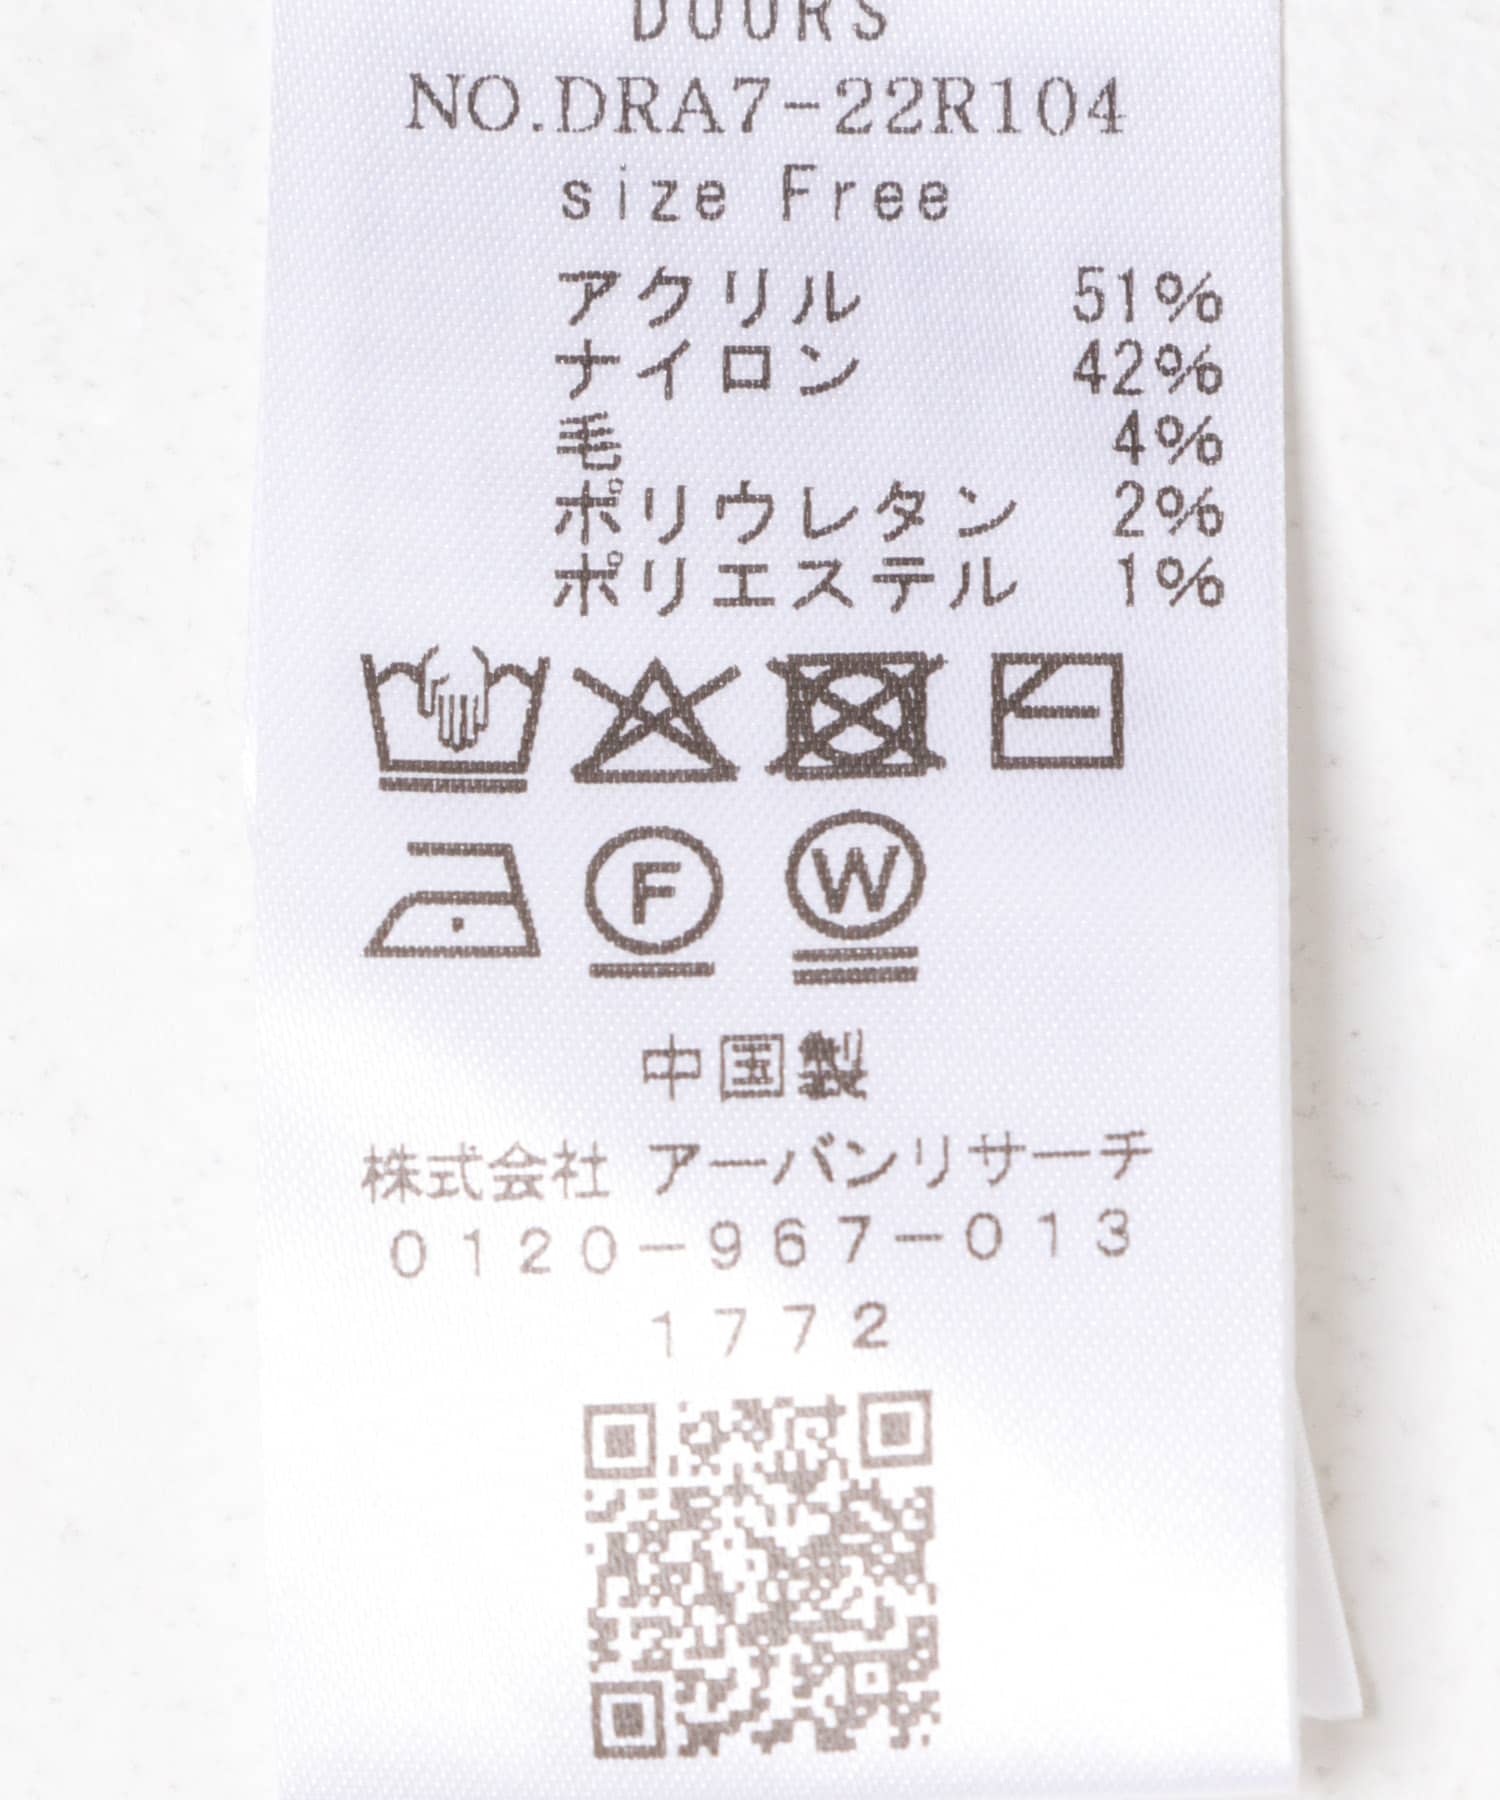 DOORS
NO.DRA7-22R104
size Free
アクリル 51%
ナイロン 42%
毛 4%
ポリウレタン 2%
ポリエステル 1%
F W
中国製
株式会社 アーバンリサーチ
0120-967-013
1772